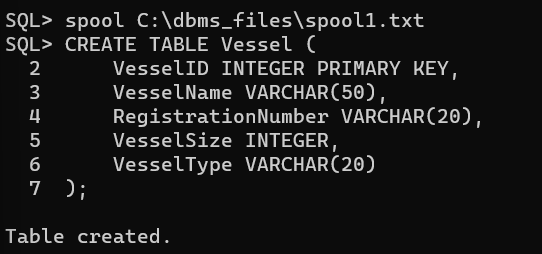 SQL> spool C:\dbms_files\spool1.txt
SQL> CREATE TABLE Vessel (
  2      VesselID INTEGER PRIMARY KEY,
  3      VesselName VARCHAR(50),
  4      RegistrationNumber VARCHAR(20),
  5      VesselSize INTEGER,
  6      VesselType VARCHAR(20)
  7  );

Table created.